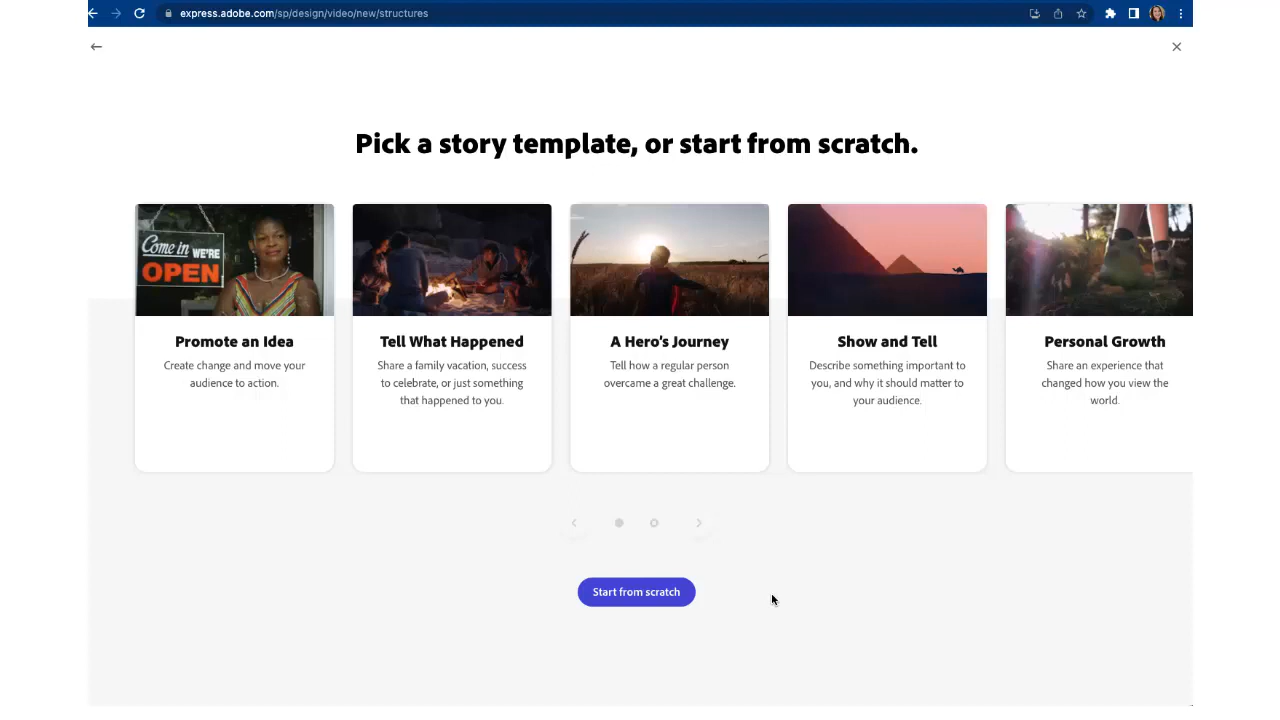 express.adobe.com/sp/design/video/new/structures
Pick a story template, or start from scratch.
Come in WE'RE
OPEN
Promote an Idea
Create change and move your
audience to action.
Tell What Happened
Share a family vacation, success
to celebrate, or just something
that happened to you.
A Hero's Journey
Tell how a regular person
overcame a great challenge.
Show and Tell
Describe something important to
you, and why it should matter to
your audience.
Personal Growth
Share an experience that
changed how you view the
world.
Start from scratch